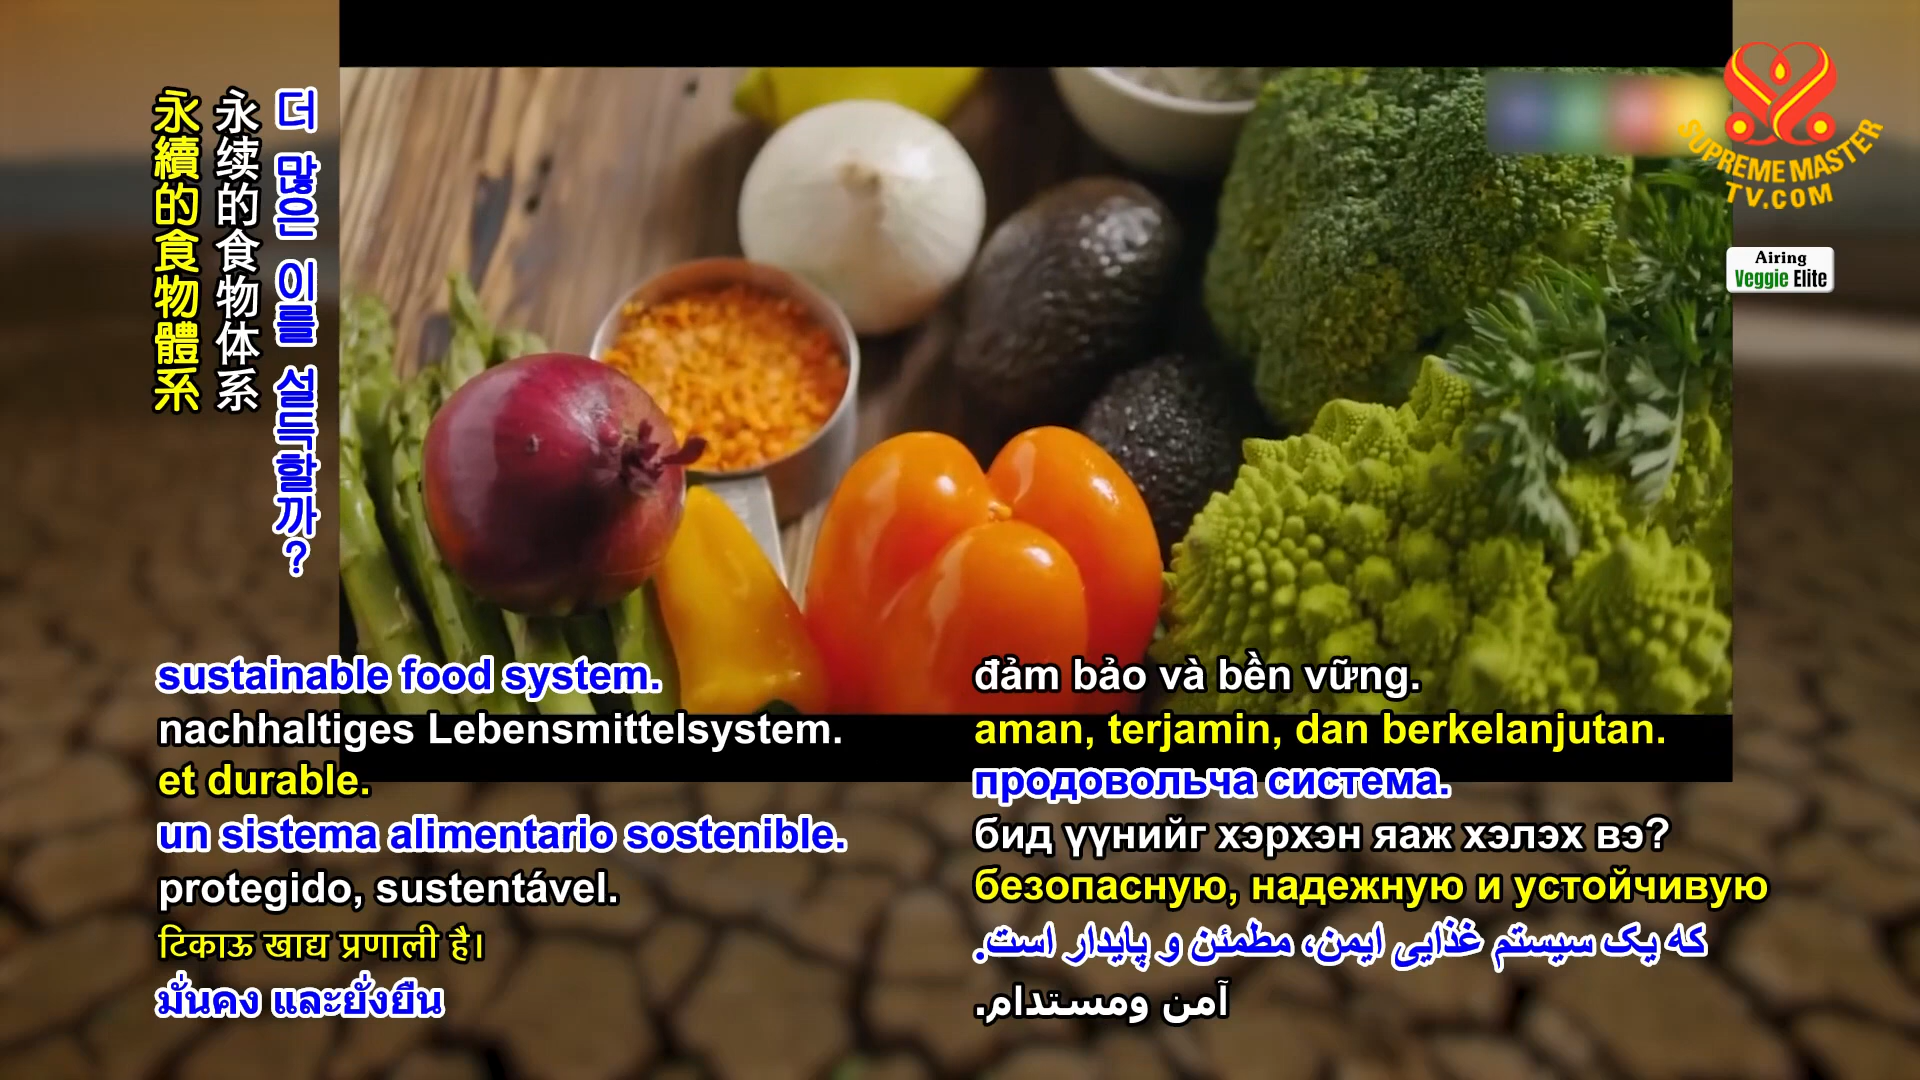 永續的食物體系
永续的食物体系
더 많은 이를 설득할까?
SUPREME MASTER
TV.COM
Airing
Veggie Elite
sustainable food system.
nachhaltiges Lebensmittelsystem.
et durable.
un sistema alimentario sostenible.
protegido, sustentável.
टिकाऊ खाद्य प्रणाली है।
มั่นคง และยั่งยืน
đảm bảo và bền vững.
aman, terjamin, dan berkelanjutan.
продовольча система.
бид үүнийг хэрхэн яаж хэлэх вэ?
безопасную, надежную и устойчивую
که یک سیستم غذایی ایمن، مطمئن و پایدار است.
آمن ومستدام.